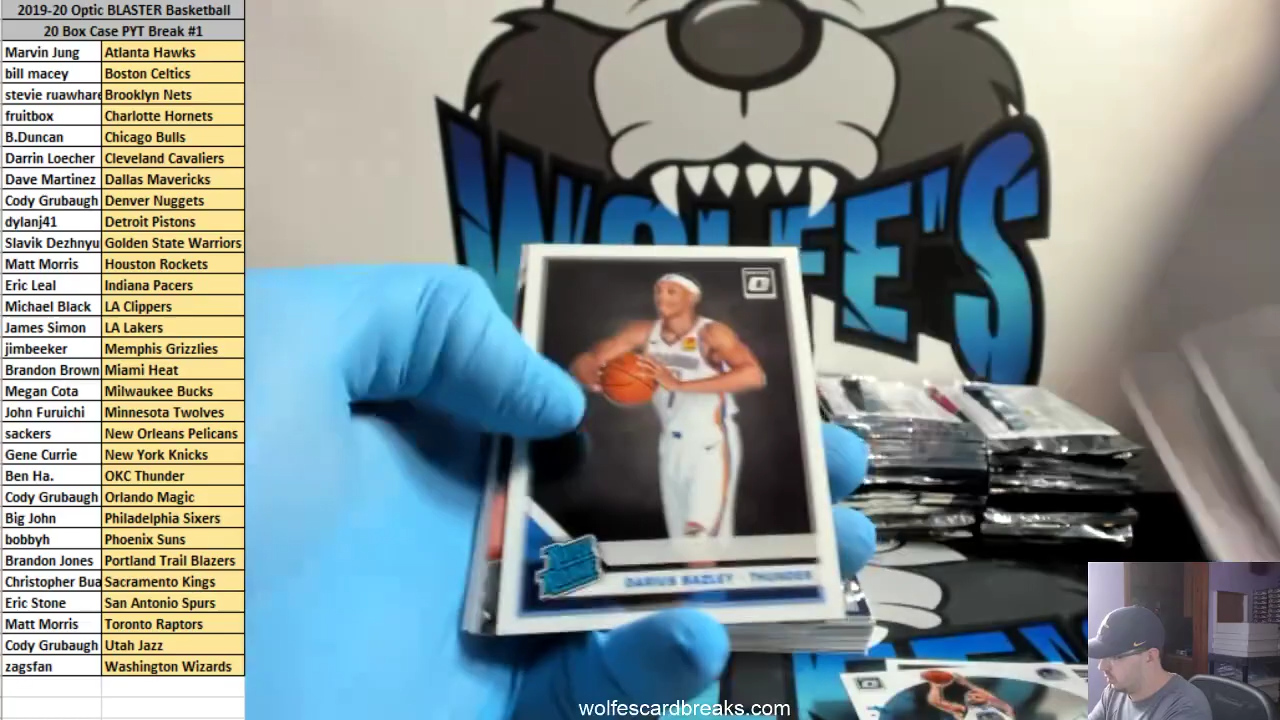 2019-20 Optic BLASTER Basketball
20 Box Case PYT Break #1
Marvin Jung Atlanta Hawks
bill macey Boston Celtics
stevie ruawhare Brooklyn Nets
fruitbox Charlotte Hornets
B.Duncan Chicago Bulls
Darrin Loecher Cleveland Cavaliers
Dave Martinez Dallas Mavericks
Cody Grubaugh Denver Nuggets
dylanj41 Detroit Pistons
Slavik Dezhnyu Golden State Warriors
Matt Morris Houston Rockets
Eric Leal Indiana Pacers
Michael Black LA Clippers
James Simon LA Lakers
jimbeeker Memphis Grizzlies
Brandon Brown Miami Heat
Megan Cota Milwaukee Bucks
John Furuichi Minnesota Twolves
sackers New Orleans Pelicans
Gene Currie New York Knicks
Ben Ha. OKC Thunder
Cody Grubaugh Orlando Magic
Big John Philadelphia Sixers
bobbyh Phoenix Suns
Brandon Jones Portland Trail Blazers
Christopher Bua Sacramento Kings
Eric Stone San Antonio Spurs
Matt Morris Toronto Raptors
Cody Grubaugh Utah Jazz
zagsfan Washington Wizards
WOLFE'S
DARIUS BAZLEY THUNDER
wolfescardbreaks.com